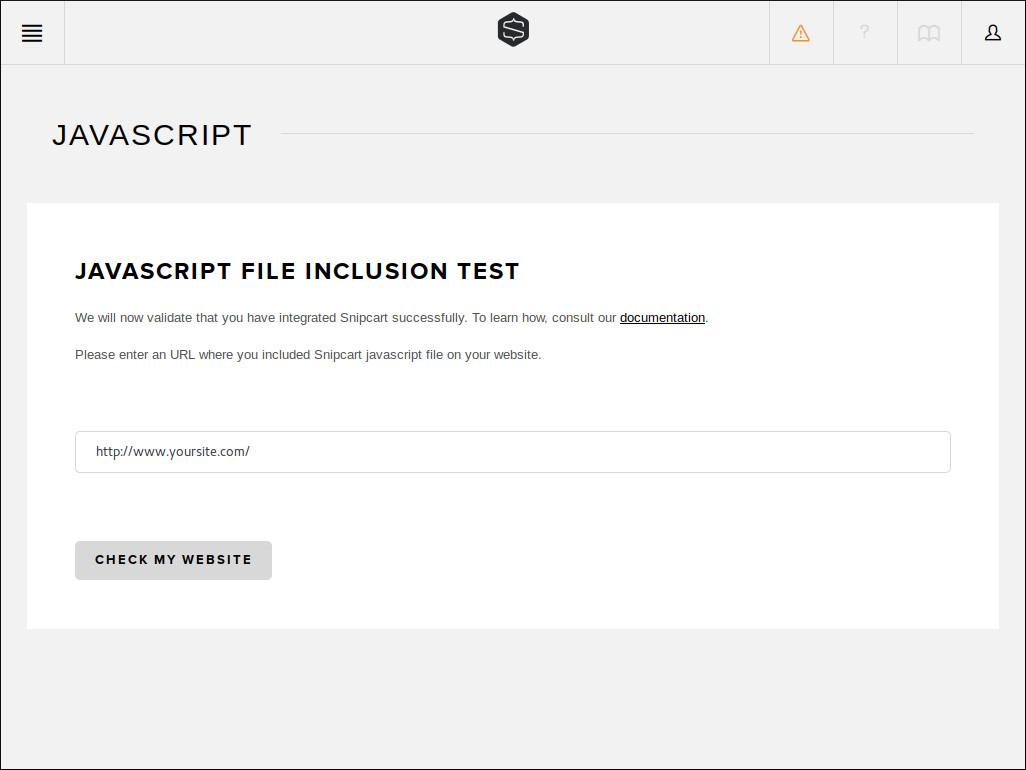 ?
JAVASCRIPT
JAVASCRIPT FILE INCLUSION TEST
We will now validate that you have integrated Snipcart successfully. To learn how, consult our documentation.
Please enter an URL where you included Snipcart javascript file on your website.
http://www.yoursite.com/
CHECK MY WEBSITE